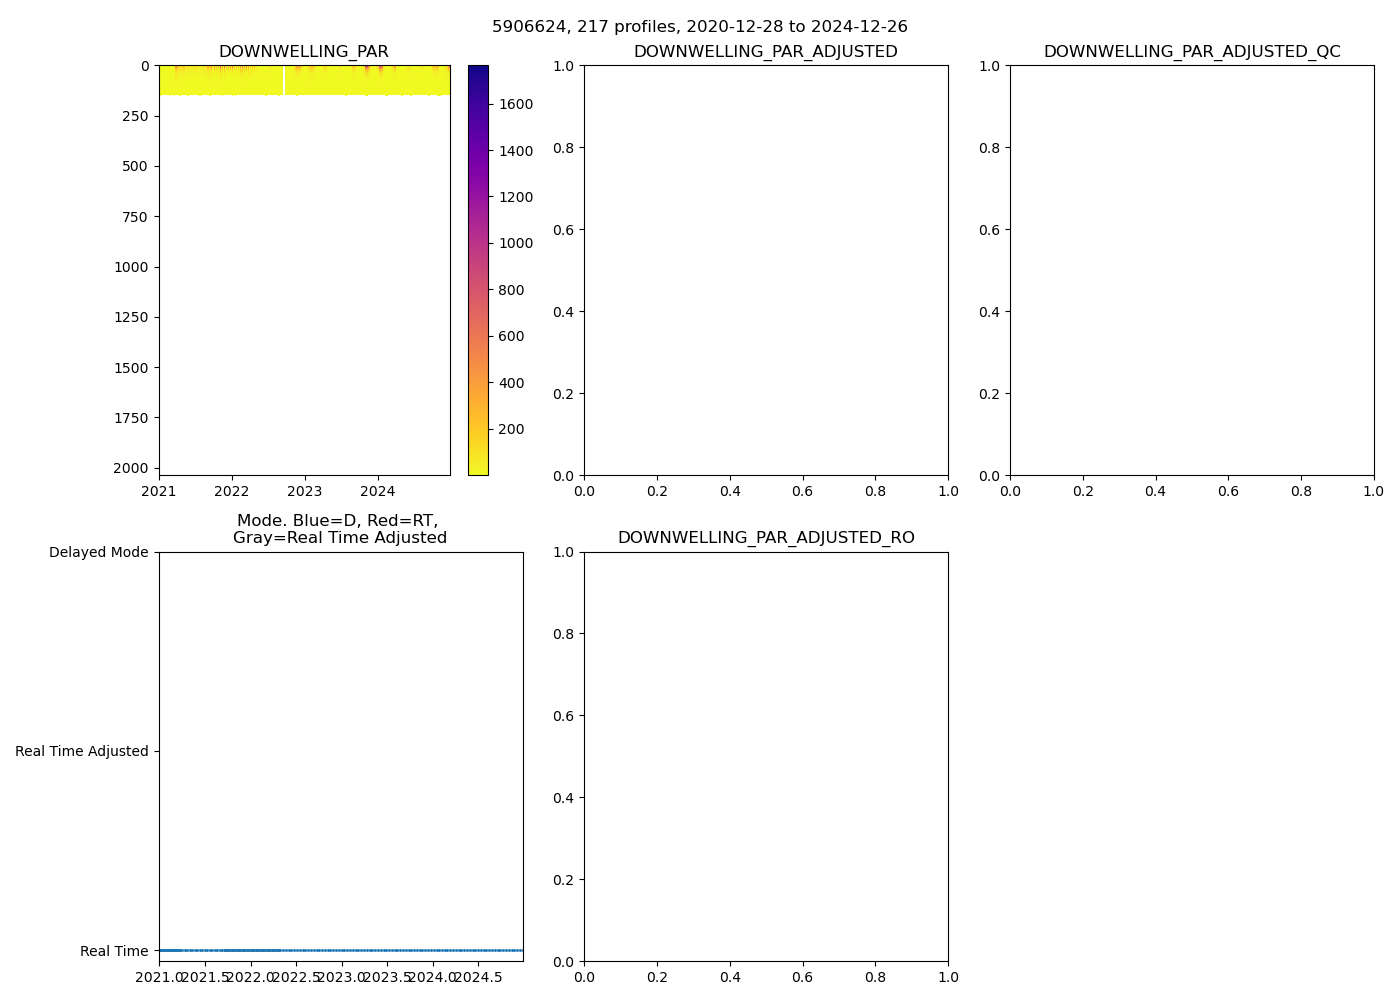 5906624, 217 profiles, 2020-12-28 to 2024-12-26
DOWNWELLING_PAR
0
250
500
750
1000
1250
1500
1750
2000
2021 2022 2023 2024
1600
1400
1200
1000
800
600
400
200
DOWNWELLING_PAR_ADJUSTED
1.0
0.8
0.6
0.4
0.2
0.0
0.0 0.2 0.4 0.6 0.8 1.0
DOWNWELLING_PAR_ADJUSTED_QC
1.0
0.8
0.6
0.4
0.2
0.0
0.0 0.2 0.4 0.6 0.8 1.0
Mode. Blue=D, Red=RT,
Gray=Real Time Adjusted
Delayed Mode
Real Time Adjusted
Real Time
2021.0 2021.5 2022.0 2022.5 2023.0 2023.5 2024.0 2024.5
DOWNWELLING_PAR_ADJUSTED_RO
1.0
0.8
0.6
0.4
0.2
0.0
0.0 0.2 0.4 0.6 0.8 1.0